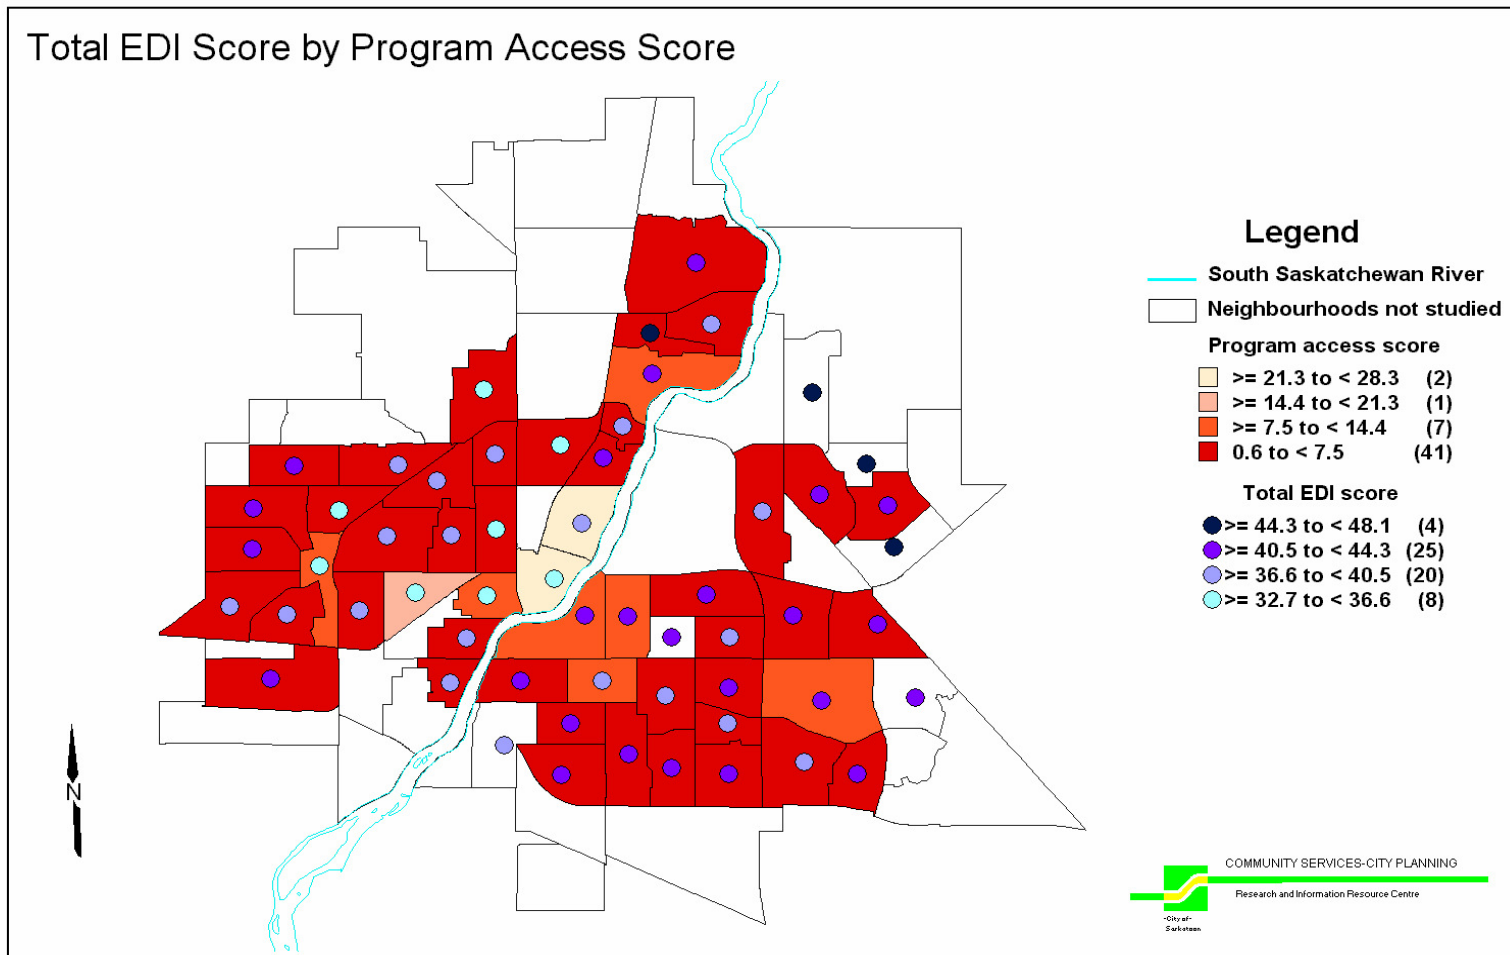 Total EDI Score by Program Access Score
Legend
South Saskatchewan River
Neighbourhoods not studied
Program access score
>= 21.3 to < 28.3 (2)
>= 14.4 to < 21.3 (1)
>= 7.5 to < 14.4 (7)
0.6 to < 7.5 (41)
Total EDI score
>= 44.3 to < 48.1 (4)
>= 40.5 to < 44.3 (25)
>= 36.6 to < 40.5 (20)
>= 32.7 to < 36.6 (8)
N
COMMUNITY SERVICES-CITY PLANNING
Research and Information Resource Centre
-City of-
Saskatoon